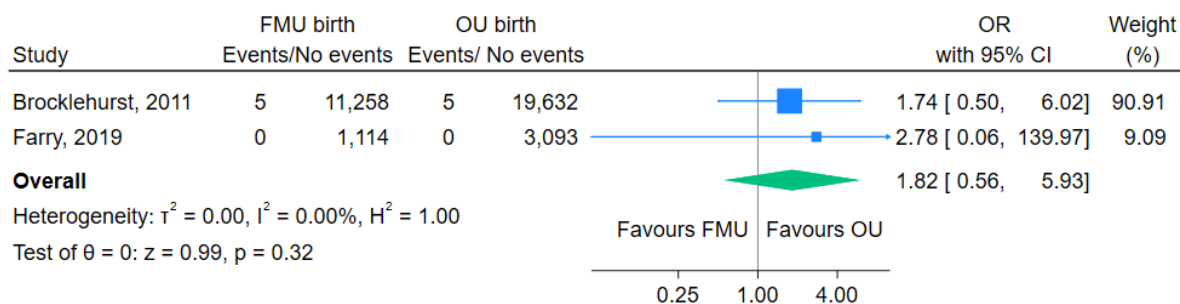 FMU birth OU birth OR Weight
Study Events/No events Events/ No events with 95% CI (%)
Brocklehurst, 2011 5 11,258 5 19,632 1.74 [ 0.50, 6.02] 90.91
Farry, 2019 0 1,114 0 3,093 2.78 [ 0.06, 139.97] 9.09
Overall 1.82 [ 0.56, 5.93]
Heterogeneity: τ² = 0.00, I² = 0.00%, H² = 1.00
Favours FMU Favours OU
Test of θ = 0: z = 0.99, p = 0.32
0.25 1.00 4.00